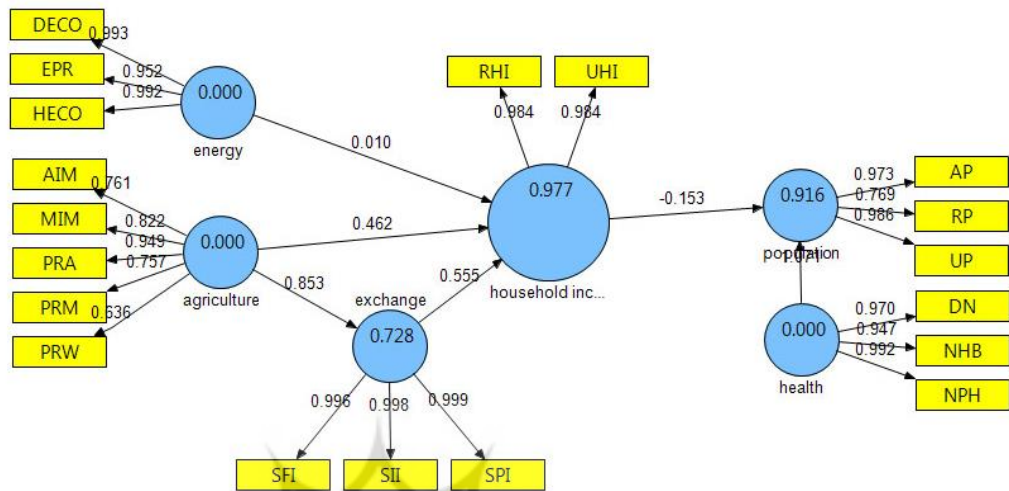 DECO
0.993
EPR
0.952
HECO
0.992
0.000
energy
0.010
AIM
0.761
MIM
0.822
PRA
0.949
PRM
0.757
PRW
0.636
0.000
agriculture
0.462
0.853
exchange
0.728
0.555
SFI
0.996
SII
0.998
SPI
0.999
RHI
0.984
UHI
0.984
0.977
household inc...
-0.153
0.916
population
AP
0.973
RP
0.769
UP
0.986
0.000
health
DN
0.970
NHB
0.947
NPH
0.992